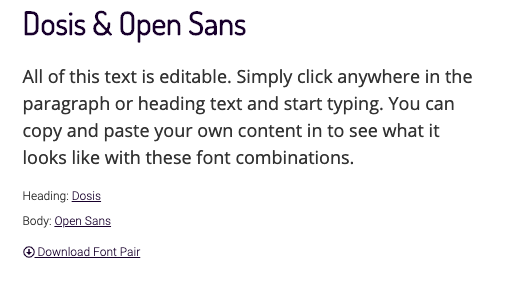 Dosis & Open Sans
All of this text is editable. Simply click anywhere in the
paragraph or heading text and start typing. You can
copy and paste your own content in to see what it
looks like with these font combinations.
Heading: Dosis
Body: Open Sans
Download Font Pair